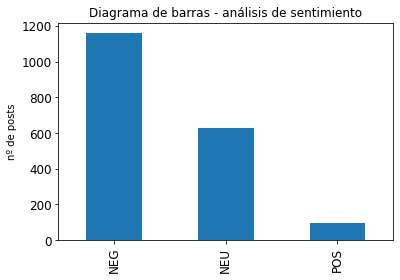 Diagrama de barras - análisis de sentimiento
nº de posts
1200
1000
800
600
400
200
0
NEG
NEU
POS